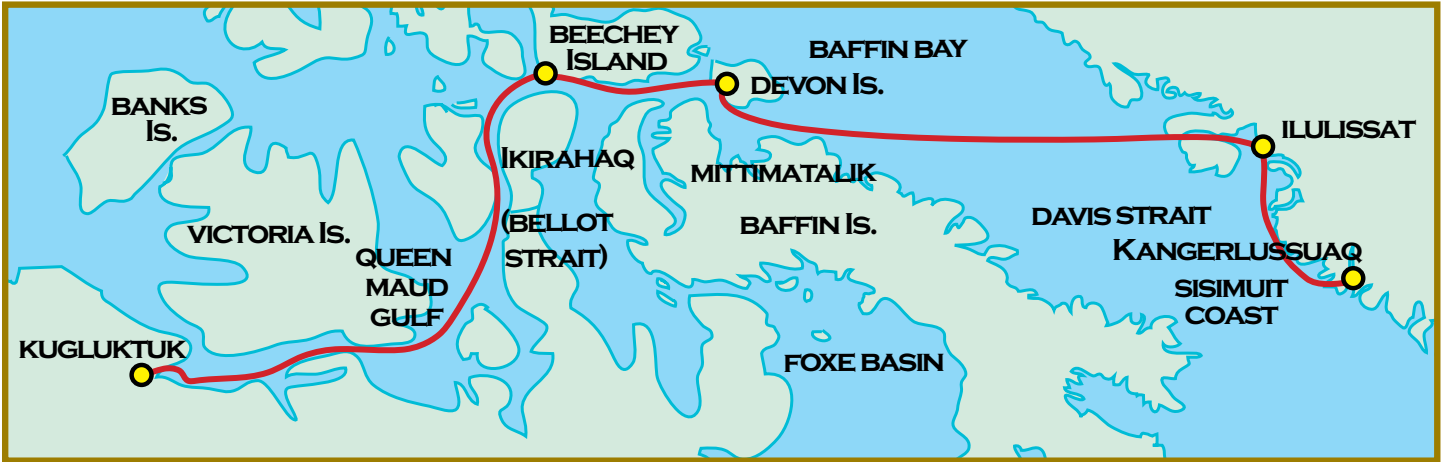 BEECHEY
ISLAND
BAFFIN BAY
DEVON IS.
BANKS
IS.
ILULISSAT
IKIRAHAQ
MITTIMATALIK
(BELLOT
STRAIT)
BAFFIN IS.
DAVIS STRAIT
VICTORIA IS.
QUEEN
MAUD
GULF
KANGERLUSSUAQ
SISIMUIT
COAST
KUGLUKTUK
FOXE BASIN